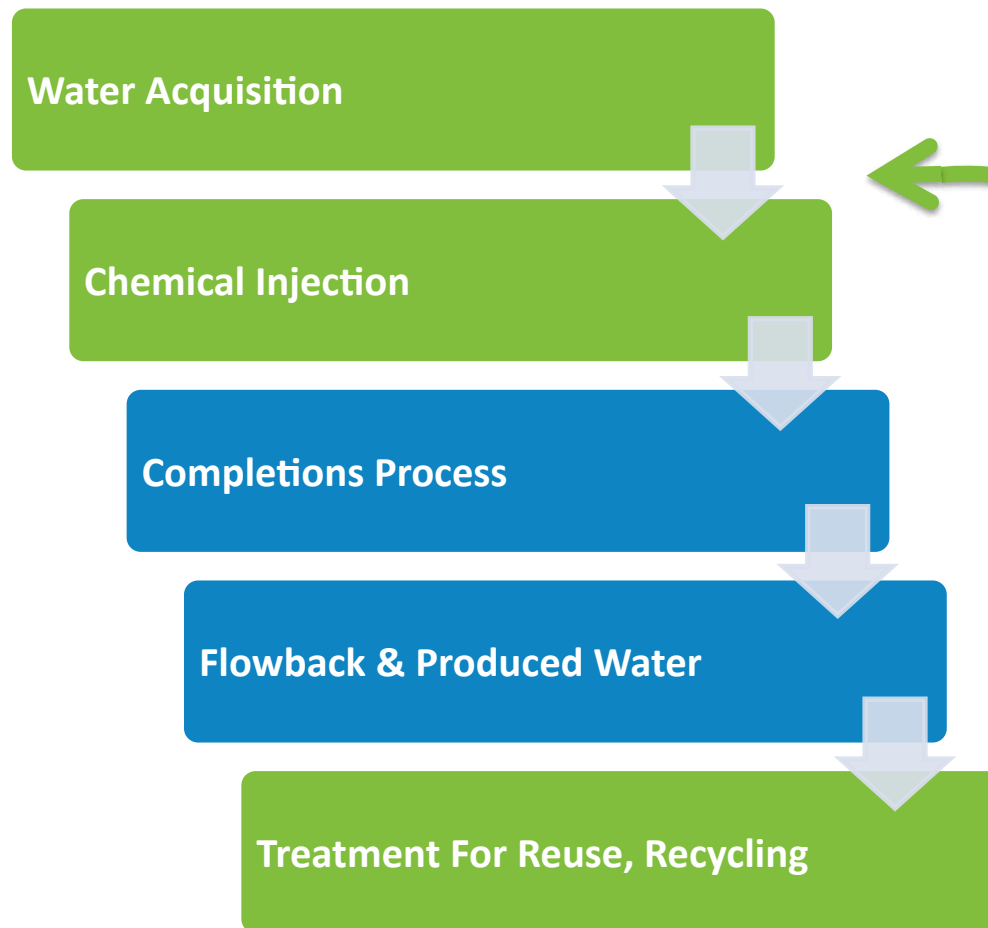 Water Acquisition
Chemical Injection
Completions Process
Flowback & Produced Water
Treatment For Reuse, Recycling